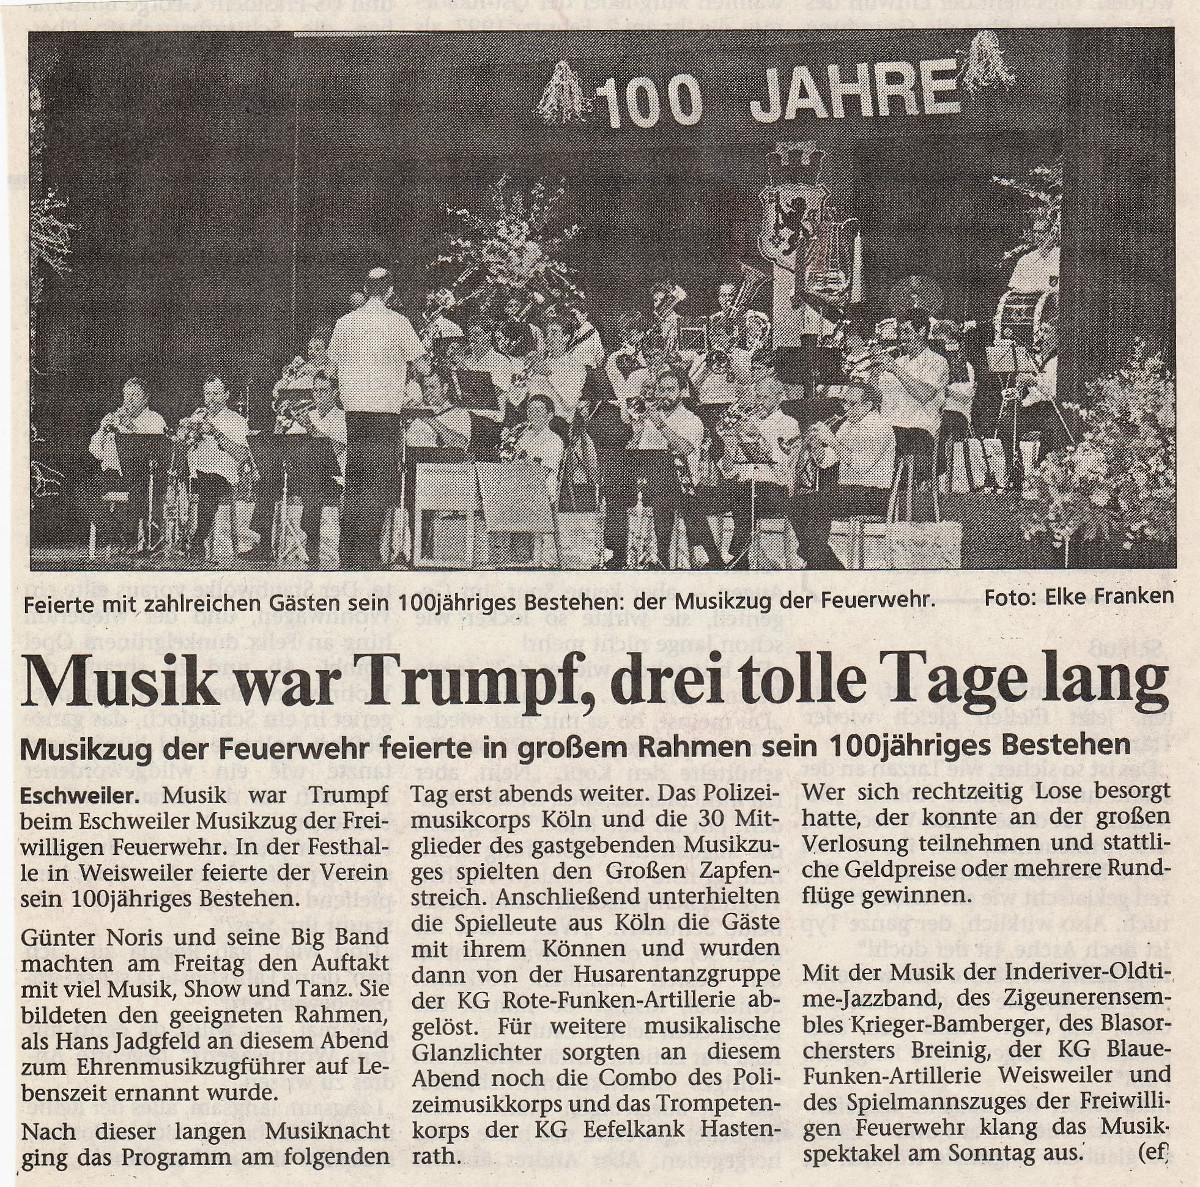 100 JAHRE
Feierte mit zahlreichen Gästen sein 100jähriges Bestehen: der Musikzug der Feuerwehr. Foto: Elke Franken
Musik war Trumpf, drei tolle Tage lang
Musikzug der Feuerwehr feierte in großem Rahmen sein 100jähriges Bestehen
Eschweiler. Musik war Trumpf
beim Eschweiler Musikzug der Frei-
willigen Feuerwehr. In der Festhal-
le in Weisweiler feierte der Verein
sein 100jähriges Bestehen.
Günter Noris und seine Big Band
machten am Freitag den Auftakt
mit viel Musik, Show und Tanz. Sie
bildeten den geeigneten Rahmen,
als Hans Jadgfeld an diesem Abend
zum Ehrenmusikzugführer auf Le-
benszeit ernannt wurde.
Nach dieser langen Musiknacht
ging das Programm am folgenden
Tag erst abends weiter. Das Polizei-
musikcorps Köln und die 30 Mit-
glieder des gastgebenden Musikzu-
ges spielten den Großen Zapfen-
streich. Anschließend unterhielten
die Spielleute aus Köln die Gäste
mit ihrem Können und wurden
dann von der Husarentanzgruppe
der KG Rote-Funken-Artillerie ab-
gelöst. Für weitere musikalische
Glanzlichter sorgten an diesem
Abend noch die Combo des Poli-
zeimusikkorps und das Trompeten-
korps der KG Eefelkank Hasten-
rath.
Wer sich rechtzeitig Lose besorgt
hatte, der konnte an der großen
Verlosung teilnehmen und stattli-
che Geldpreise oder mehrere Rund-
flüge gewinnen.
Mit der Musik der Inderiver-Oldti-
me-Jazzband, des Zigeunerensem-
bles Krieger-Bamberger, des Blasor-
chersters Breinig, der KG Blaue-
Funken-Artillerie Weisweiler und
des Spielmannszuges der Freiwilli-
gen Feuerwehr klang das Musik-
spektakel am Sonntag aus. (ef